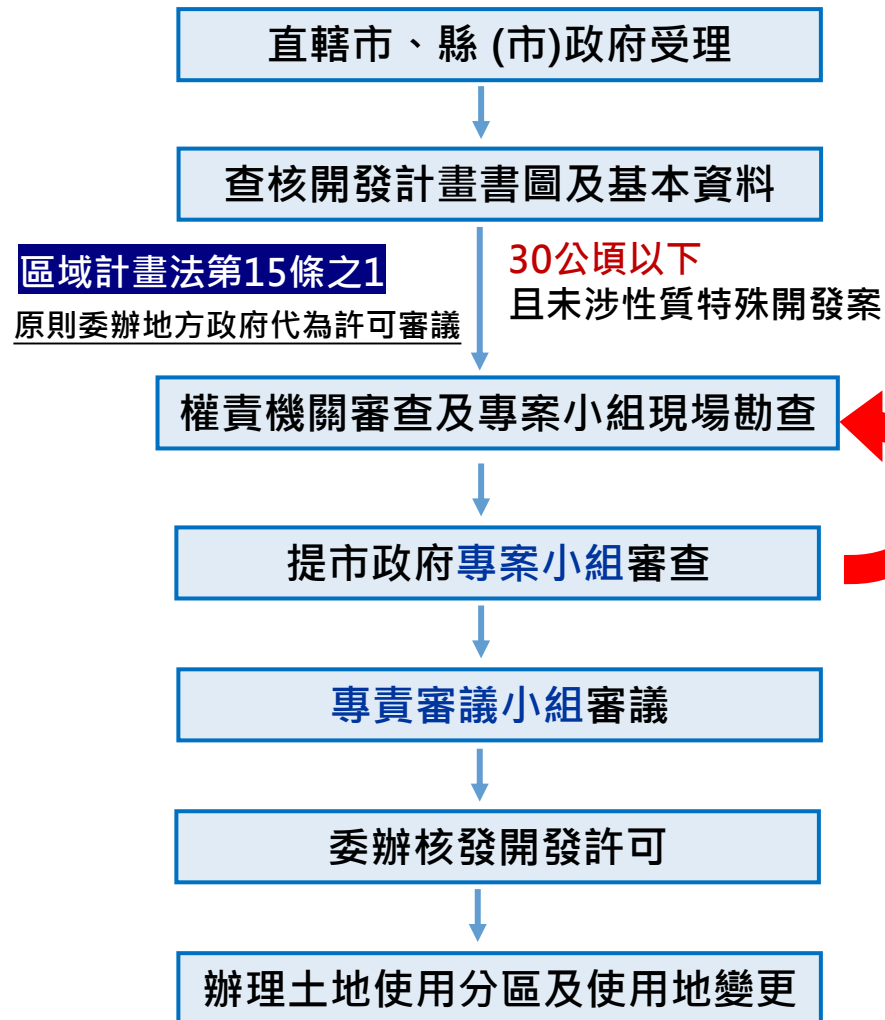 直轄市、縣 (市)政府受理
查核開發計畫書圖及基本資料
區域計畫法第15條之1
原則委辦地方政府代為許可審議
30公頃以下
且未涉性質特殊開發案
權責機關審查及專案小組現場勘查
提市政府專案小組審查
專責審議小組審議
委辦核發開發許可
辦理土地使用分區及使用地變更